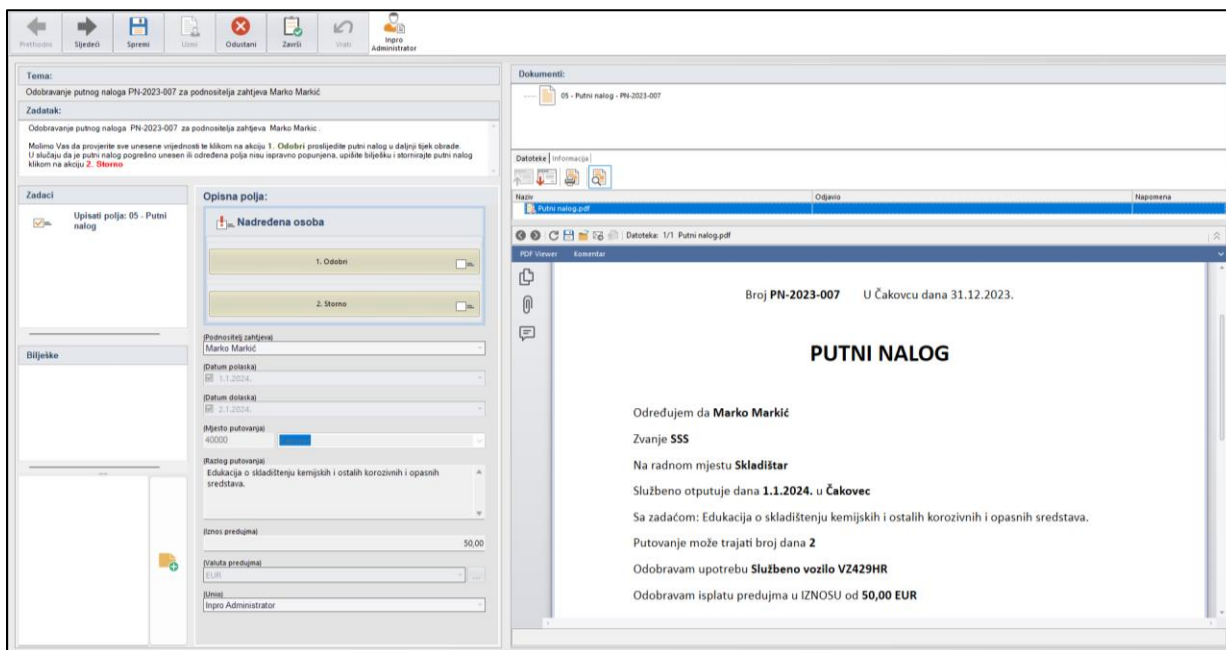 Prethodni
Sljedeći
Spremi
Uzmi
Odustani
Završi
Vrati
Inpro
Administrator
Tema:
Odobravanje putnog naloga PN-2023-007 za podnositelja zahtjeva Marko Markić
Zadatak:
Odobravanje putnog naloga PN-2023-007 za podnositelja zahtjeva Marko Markic .
Molimo Vas da provjerite sve unesene vrijednosti te klikom na akciju 1. Odobri proslijedite putni nalog u daljnji tijek obrade.
U slučaju da je putni nalog pogrešno unesen ili određena polja nisu ispravno popunjena, upišite bilješku i stornirajte putni nalog
klikom na akciju 2. Storno
Zadaci
Upisati polja: 05 - Putni
nalog
Bilješke
Opisna polja:
Nadređena osoba
1. Odobri
2. Storno
(Podnositelj zahtjeva)
Marko Markić
(Datum polaska)
1.1.2024.
(Datum dolaska)
2.1.2024.
(Mjesto putovanja)
40000
(Razlog putovanja)
Edukacija o skladištenju kemijskih i ostalih korozivnih i opasnih
sredstava.
(Iznos predujma)
50,00
(Valuta predujma)
EUR
...
(Unio)
Inpro Administrator
Dokumenti:
05 - Putni nalog - PN-2023-007
Datoteke
Informacija
Naziv
Odjavio
Napomena
Putni nalog.pdf
Datoteke: 1/1 Putni nalog.pdf
PDF Viewer
Komentar
Broj PN-2023-007 U Čakovcu dana 31.12.2023.
PUTNI NALOG
Određujem da Marko Markić
Zvanje SSS
Na radnom mjestu Skladištar
Službeno otputuje dana 1.1.2024. u Čakovec
Sa zadaćom: Edukacija o skladištenju kemijskih i ostalih korozivnih i opasnih sredstava.
Putovanje može trajati broj dana 2
Odobravam upotrebu Službeno vozilo VZ429HR
Odobravam isplatu predujma u IZNOSU od 50,00 EUR